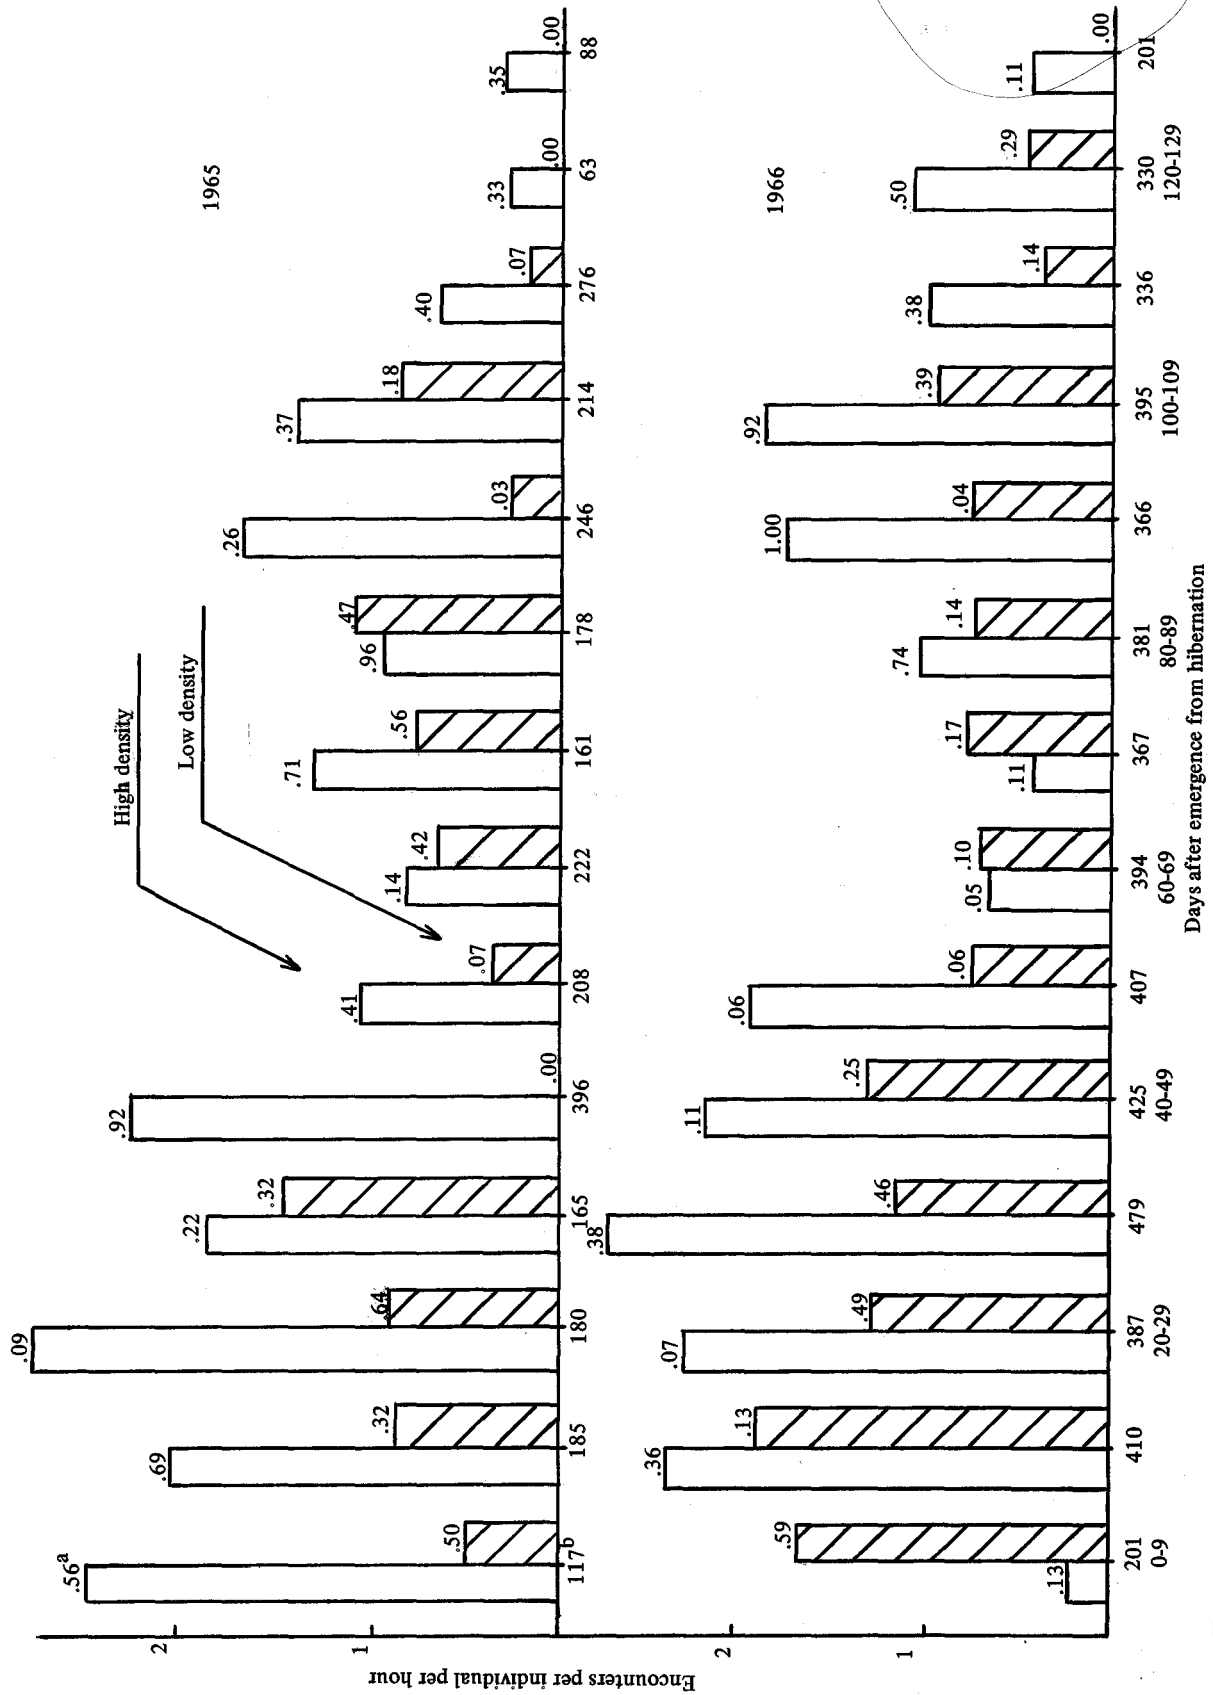 Encounters per individual per hour
2
1
1965
High density
Low density
.56a .50 .69 .32 .09 .64 .22 .32 .92 .00 .41 .07 .14 .42 .71 .56 .96 .47 .26 .03 .37 .18 .40 .07 .33 .00 .35 .00
117b 185 180 165 396 208 222 161 178 246 214 276 63 88
2
1
1966
.13 .59 .36 .13 .07 .49 .38 .46 .11 .25 .06 .06 .05 .10 .11 .17 .74 .14 1.00 .04 .92 .39 .38 .14 .50 .29 .11 .00
201 410 387 479 425 407 394 367 381 366 395 336 330 201
0-9 20-29 40-49 60-69 80-89 100-109 120-129
Days after emergence from hibernation